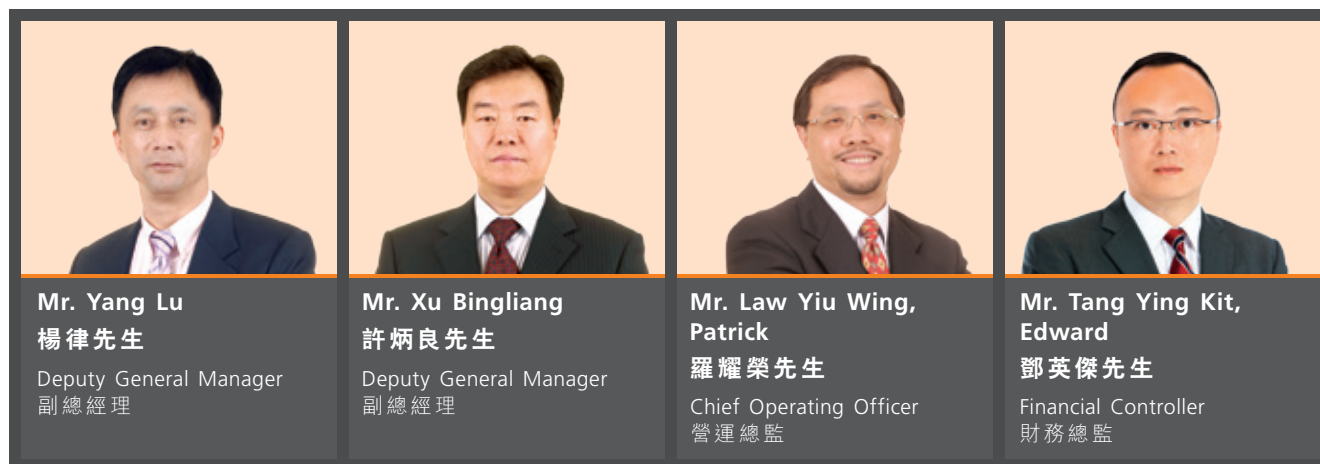 Mr. Yang Lu
楊律先生
Deputy General Manager
副總經理
Mr. Xu Bingliang
許炳良先生
Deputy General Manager
副總經理
Mr. Law Yiu Wing,
Patrick
羅耀榮先生
Chief Operating Officer
營運總監
Mr. Tang Ying Kit,
Edward
鄧英傑先生
Financial Controller
財務總監